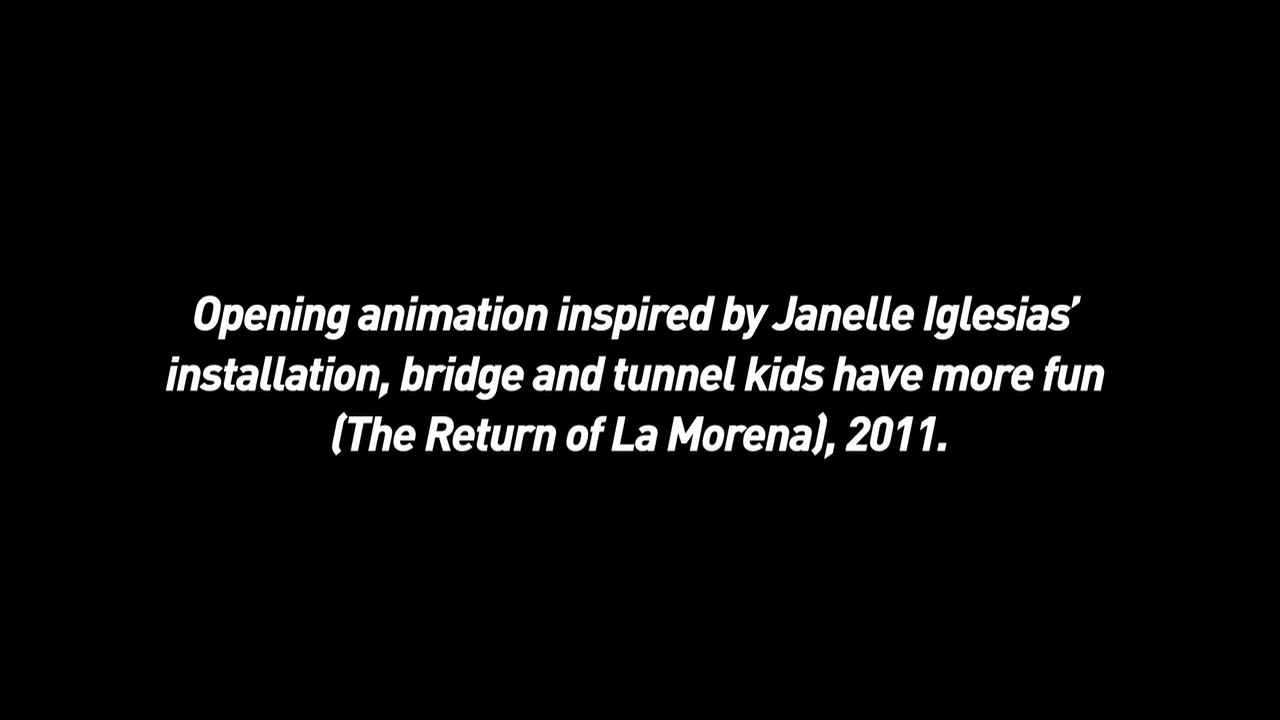 Opening animation inspired by Janelle Iglesias’
installation, bridge and tunnel kids have more fun
(The Return of La Morena), 2011.